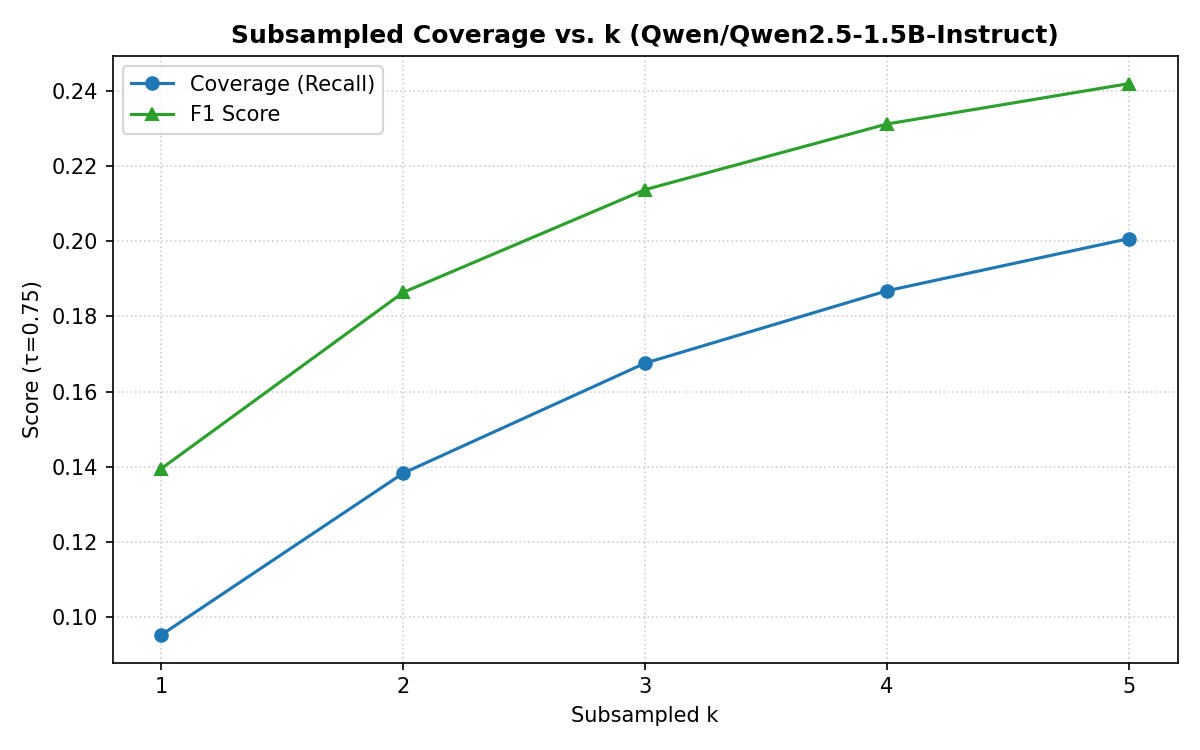 Subsampled Coverage vs. k (Qwen/Qwen2.5-1.5B-Instruct)
Coverage (Recall)
F1 Score
Score (τ=0.75)
0.24
0.22
0.20
0.18
0.16
0.14
0.12
0.10
1 2 3 4 5
Subsampled k